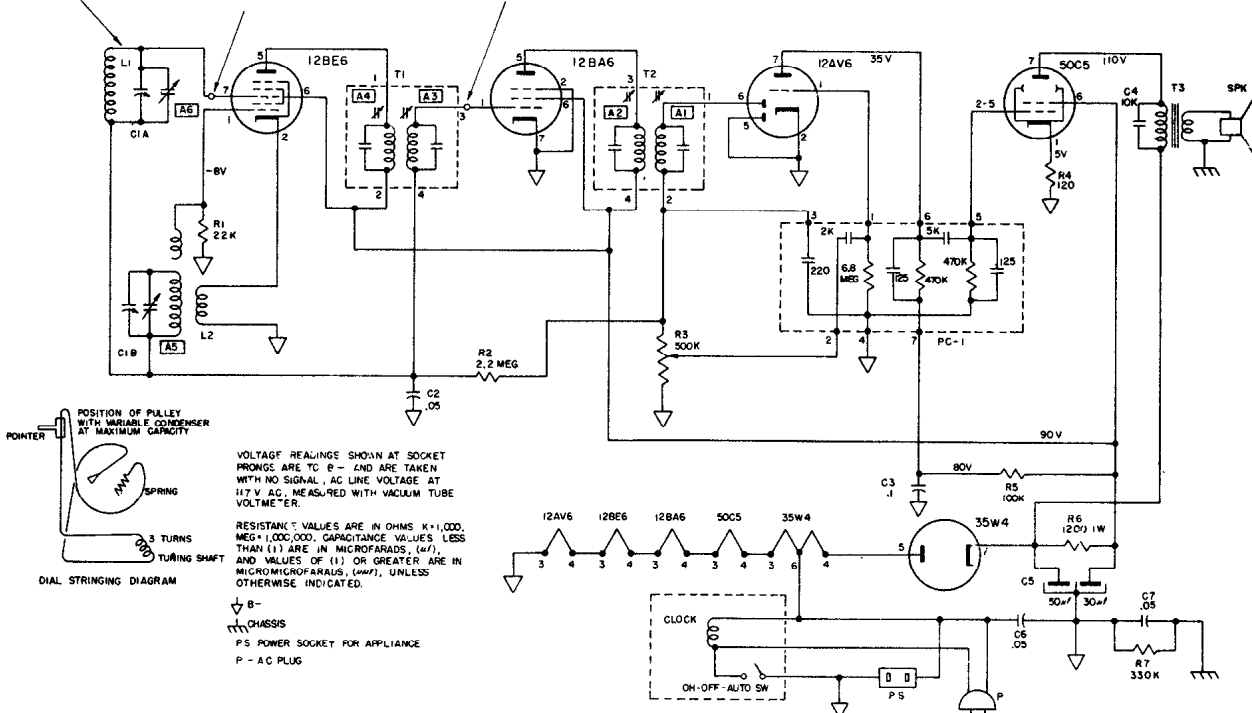 12BE6
12BA6
12AV6
50C5
5
6
7
1
2
L1
C1A
A6
-8V
R1
22K
L2
C1B
A5
T1
A4
A3
1
2
3
4
1
5
2
6
7
T2
A2
A1
3
1
4
2
7
35V
6
5
1
2
7
110V
2-5
6
1
5V
R4
120
C4
10K
T3
SPK
3
1
6
5
2K
5K
220
6.8
MEG
125
470K
470K
125
2
4
7
PC-1
R2
2.2 MEG
R3
500K
C2
.05
90V
80V
R5
100K
C3
.1
POINTER
POSITION OF PULLEY
WITH VARIABLE CONDENSER
AT MAXIMUM CAPACITY
SPRING
3 TURNS
TUNING SHAFT
DIAL STRINGING DIAGRAM
VOLTAGE READINGS SHOWN AT SOCKET
PRONGS ARE TO B- AND ARE TAKEN
WITH NO SIGNAL, AC LINE VOLTAGE AT
117 V AC, MEASURED WITH VACUUM TUBE
VOLTMETER.
RESISTANCE VALUES ARE IN OHMS K=1,000,
MEG=1,000,000. CAPACITANCE VALUES LESS
THAN (1) ARE IN MICROFARADS, (µf),
AND VALUES OF (1) OR GREATER ARE IN
MICROMICROFARADS, (µµf), UNLESS
OTHERWISE INDICATED.
B-
CHASSIS
PS POWER SOCKET FOR APPLIANCE
P - AC PLUG
12AV6 12BE6 12BA6 50C5 35W4
3 4 3 4 3 4 3 4 3 6 4
5
35W4
7
R6
1200 1W
C5
50µf 30µf
CLOCK
ON-OFF-AUTO SW
PS
P
C6
.05
C7
.05
R7
330K